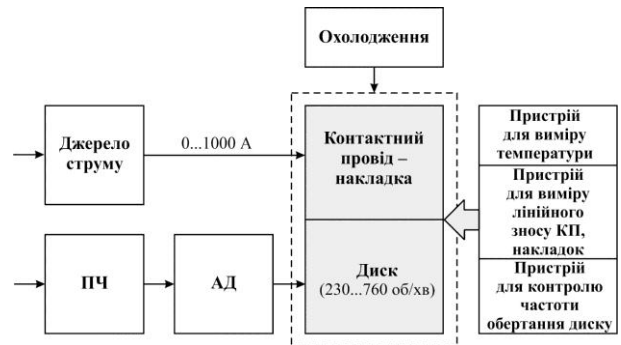 Охолодження
Джерело
струму
0...1000 А
Контактний
провід –
накладка
Пристрій
для виміру
температури
Пристрій
для виміру
лінійного
зносу КП,
накладок
ПЧ
АД
Диск
(230...760 об/хв)
Пристрій
для контролю
частоти
обертання диску